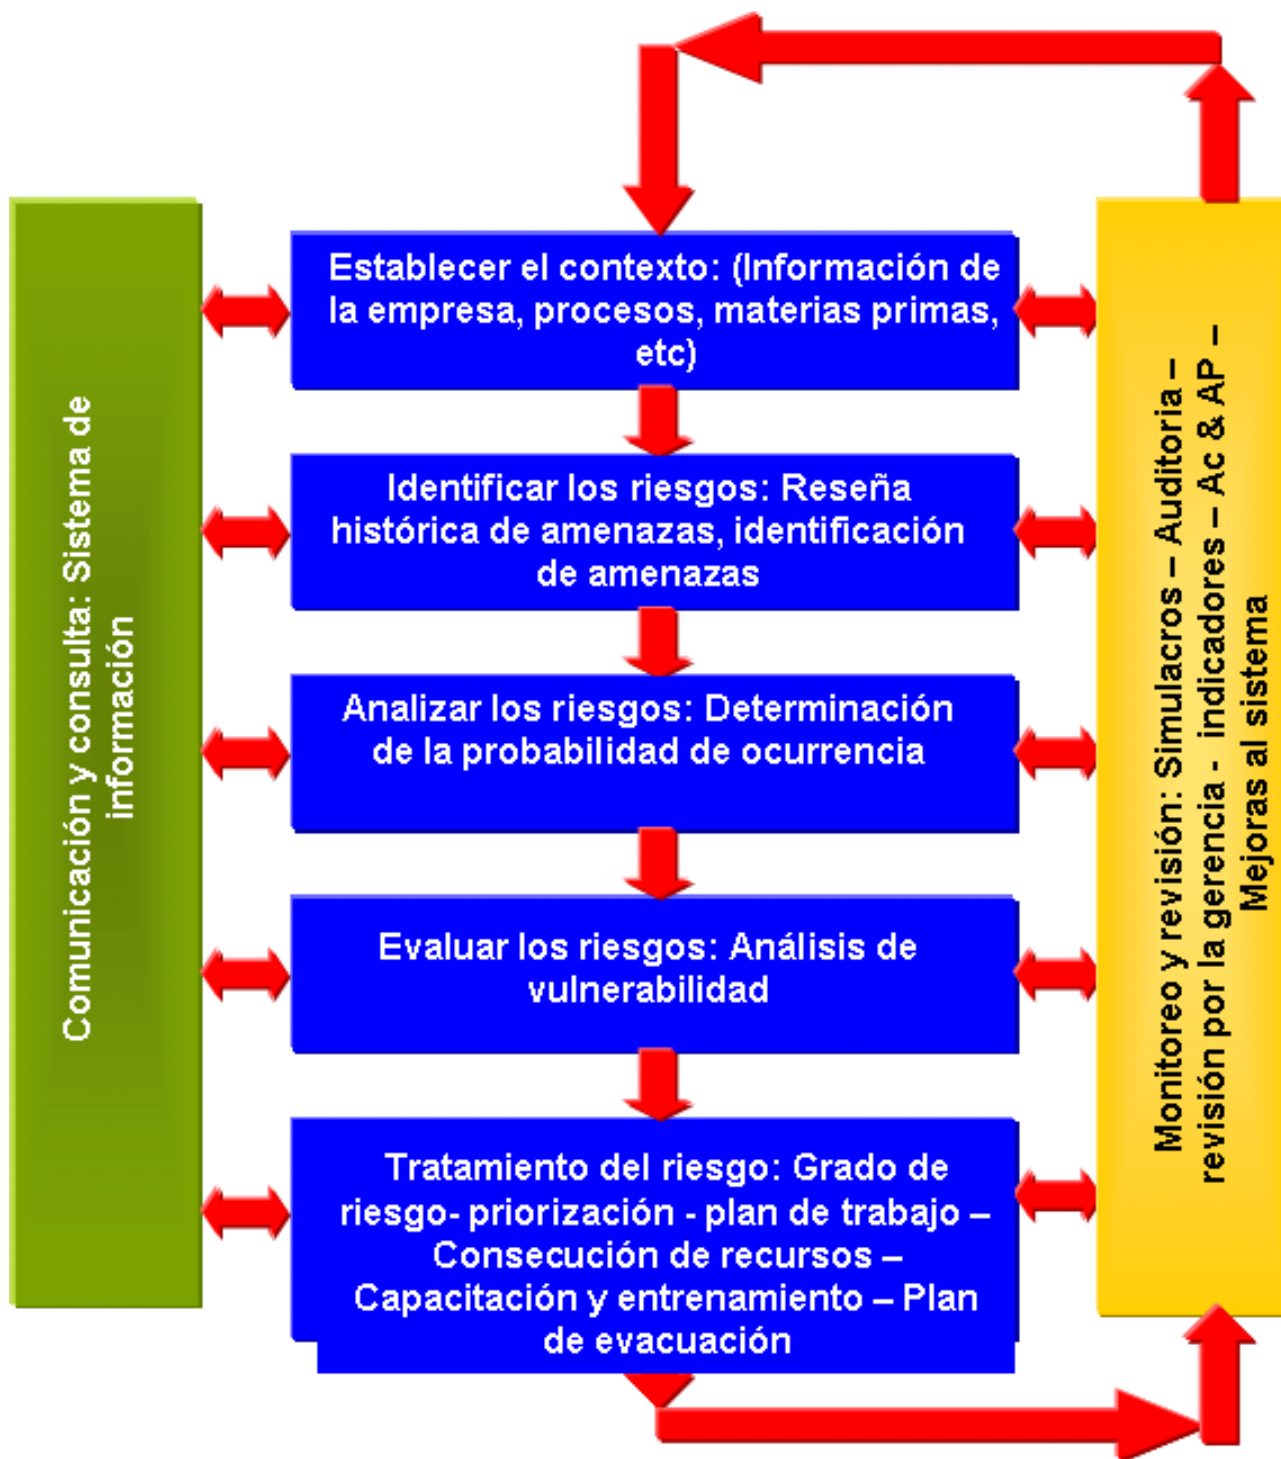 Comunicación y consulta: Sistema de
información
Establecer el contexto: (Información de
la empresa, procesos, materias primas,
etc)
Identificar los riesgos: Reseña
histórica de amenazas, identificación
de amenazas
Analizar los riesgos: Determinación
de la probabilidad de ocurrencia
Evaluar los riesgos: Análisis de
vulnerabilidad
Tratamiento del riesgo: Grado de
riesgo- priorización - plan de trabajo –
Consecución de recursos –
Capacitación y entrenamiento – Plan
de evacuación
Monitoreo y revisión: Simulacros – Auditoria –
revisión por la gerencia - indicadores – Ac & AP –
Mejoras al sistema